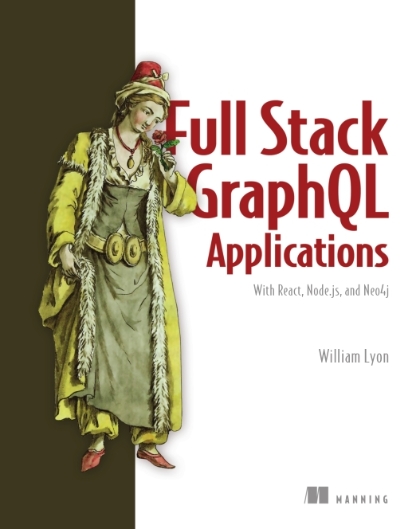 Full Stack
GraphQL
Applications
With React, Node.js, and Neo4j
William Lyon
MANNING